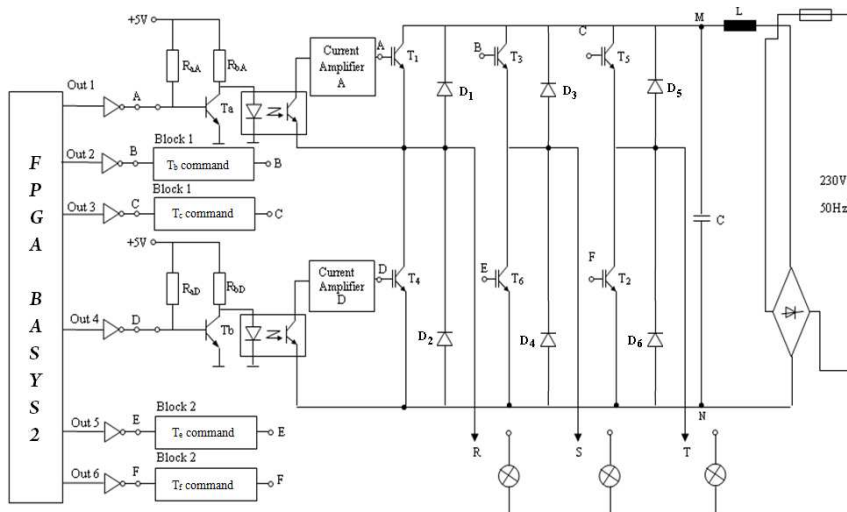 +5V
RaA
RbA
Out 1
A
Ta
Current
Amplifier
A
A
T1
D1
B
T3
D3
C
T5
D5
M
L
230V
50Hz
C
Out 2
B
Block 1
Tb command
B
Out 3
C
Block 1
Tc command
C
FPGA BASYS2
+5V
RaD
RbD
Out 4
D
Tb
Current
Amplifier
D
D
T4
D2
E
T6
D4
F
T2
D6
N
Out 5
E
Block 2
Te command
E
Out 6
F
Block 2
Tf command
F
R
S
T